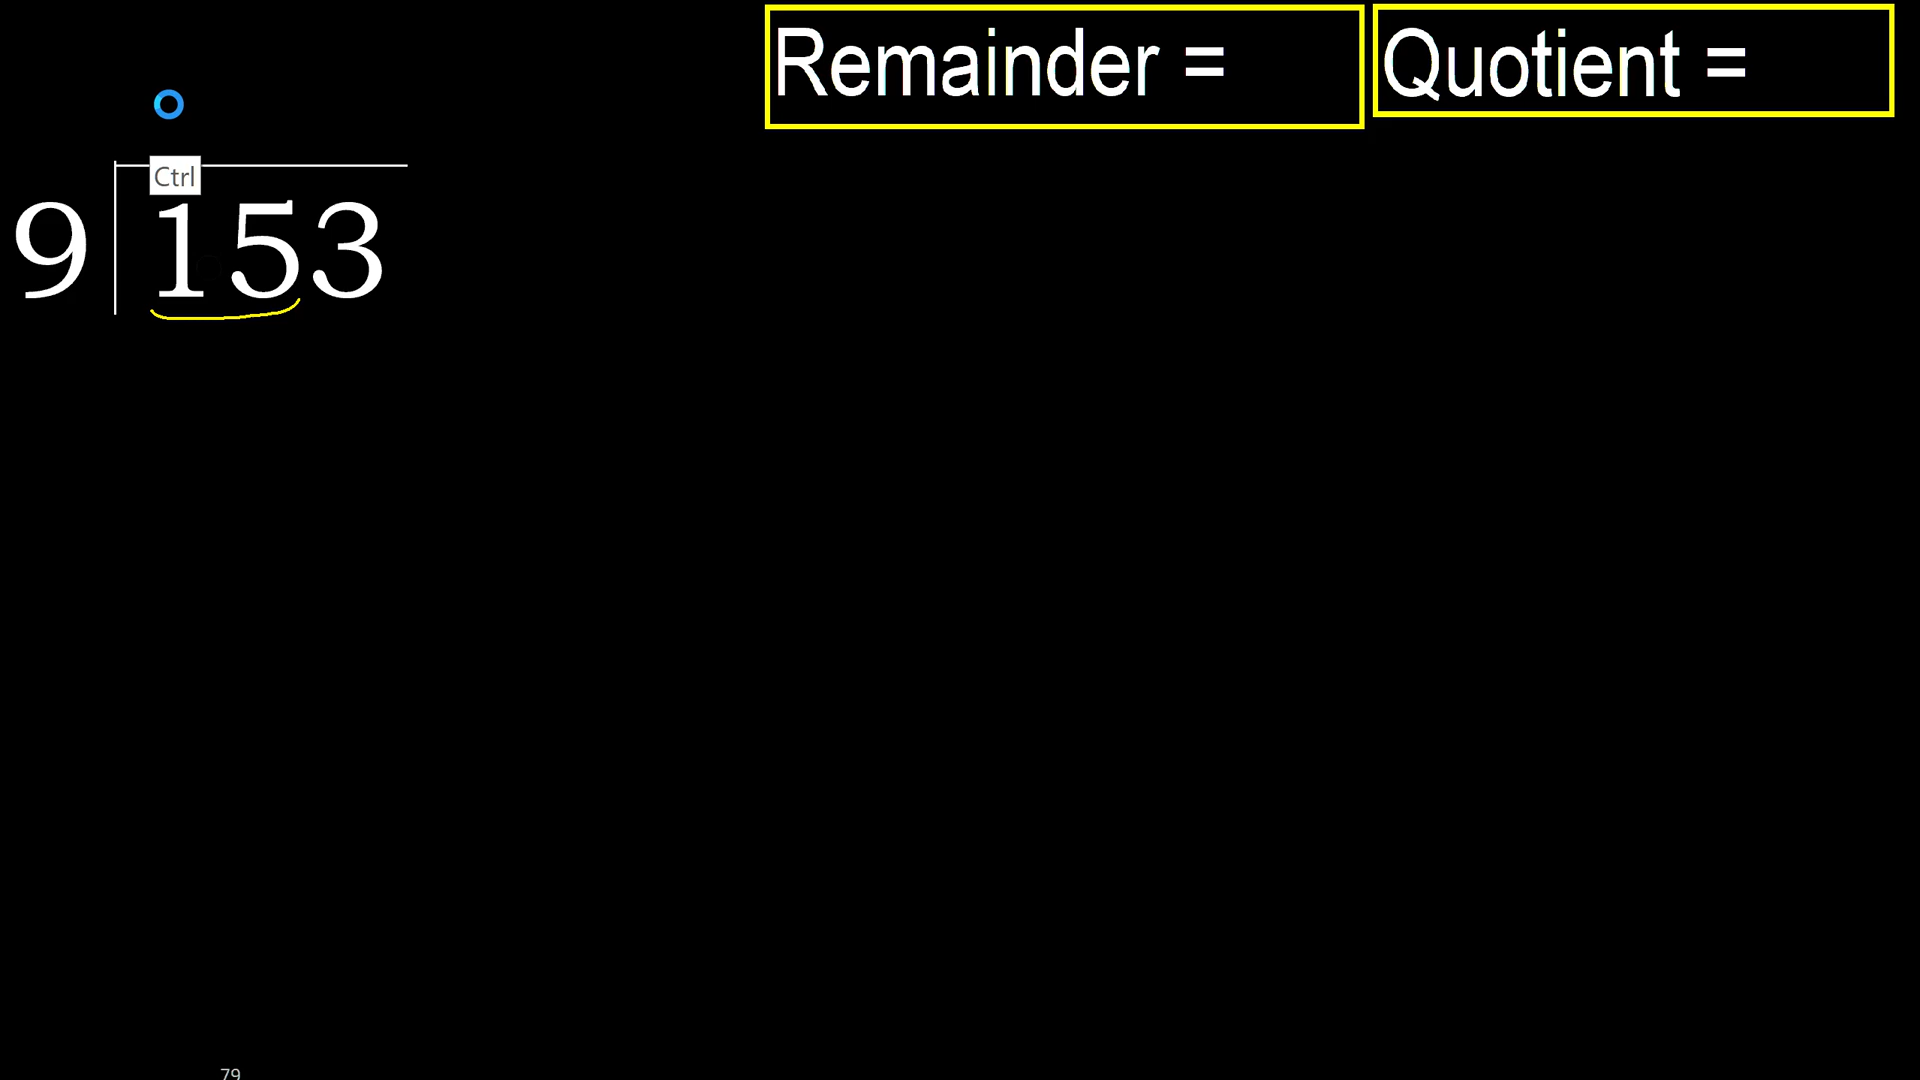 Remainder =
Quotient =
Ctrl
9 153
79